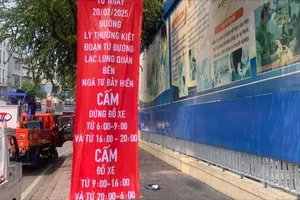 TỪ NGÀY
20/02/2025
ĐƯỜNG
LÝ THƯỜNG KIỆT
ĐOẠN TỪ ĐƯỜNG
LẠC LONG QUÂN
ĐẾN
NGÃ TƯ BẢY HIỀN
CẤM
DỪNG ĐỖ XE
TỪ 6:00-9:00
VÀ TỪ 16:00 - 20:00
CẤM
ĐỖ XE
TỪ 9:00-16:00
VÀ TỪ 20:00-6:00